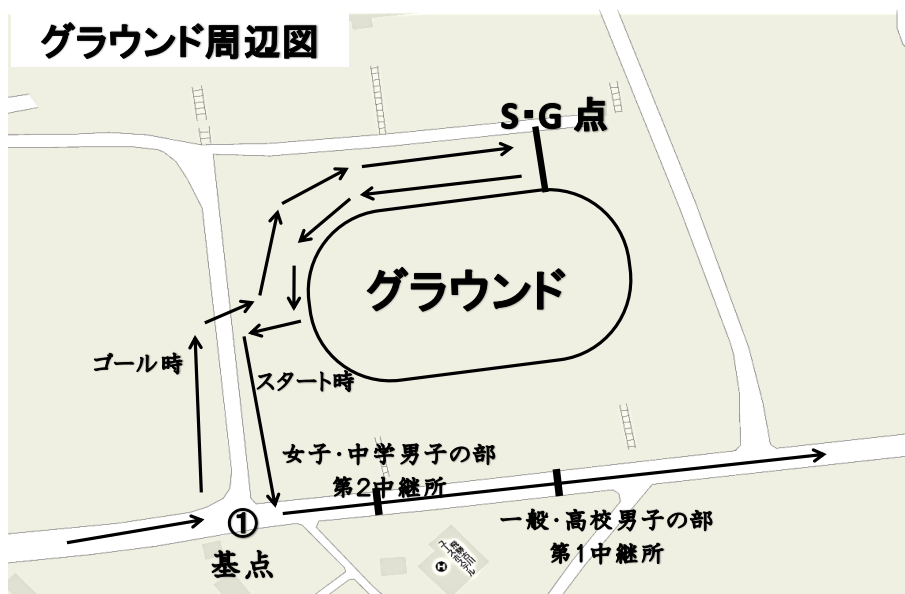 グラウンド周辺図
S・G 点
グラウンド
ゴール時
スタート時
女子・中学男子の部
第2中継所
一般・高校男子の部
第1中継所
①
基点